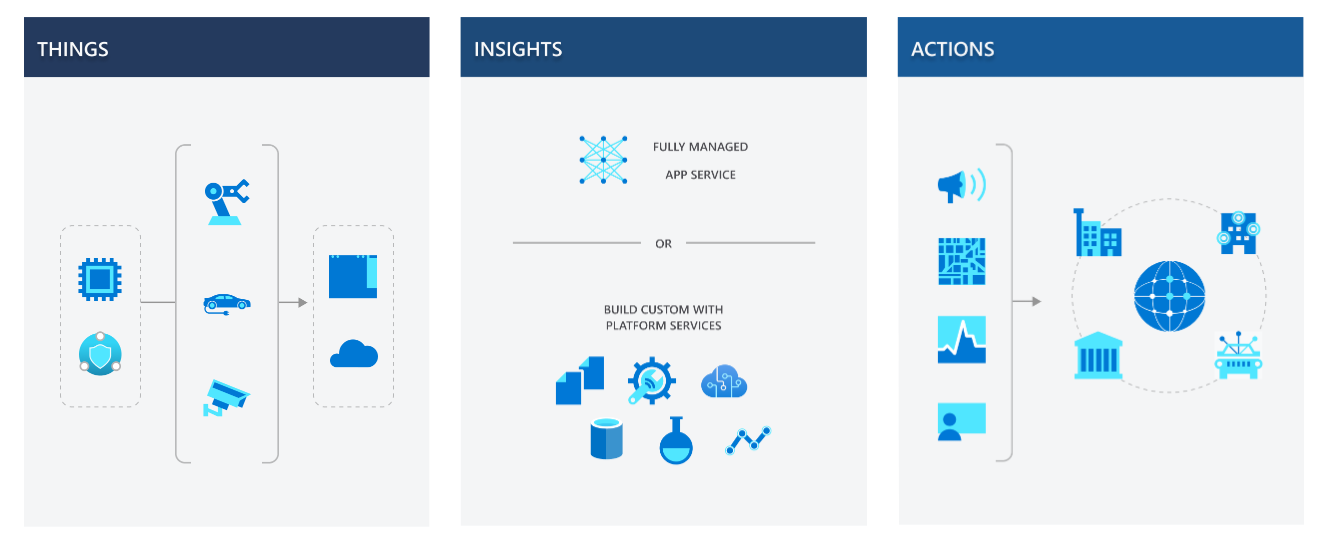 THINGS
INSIGHTS
FULLY MANAGED
APP SERVICE
OR
BUILD CUSTOM WITH
PLATFORM SERVICES
ACTIONS